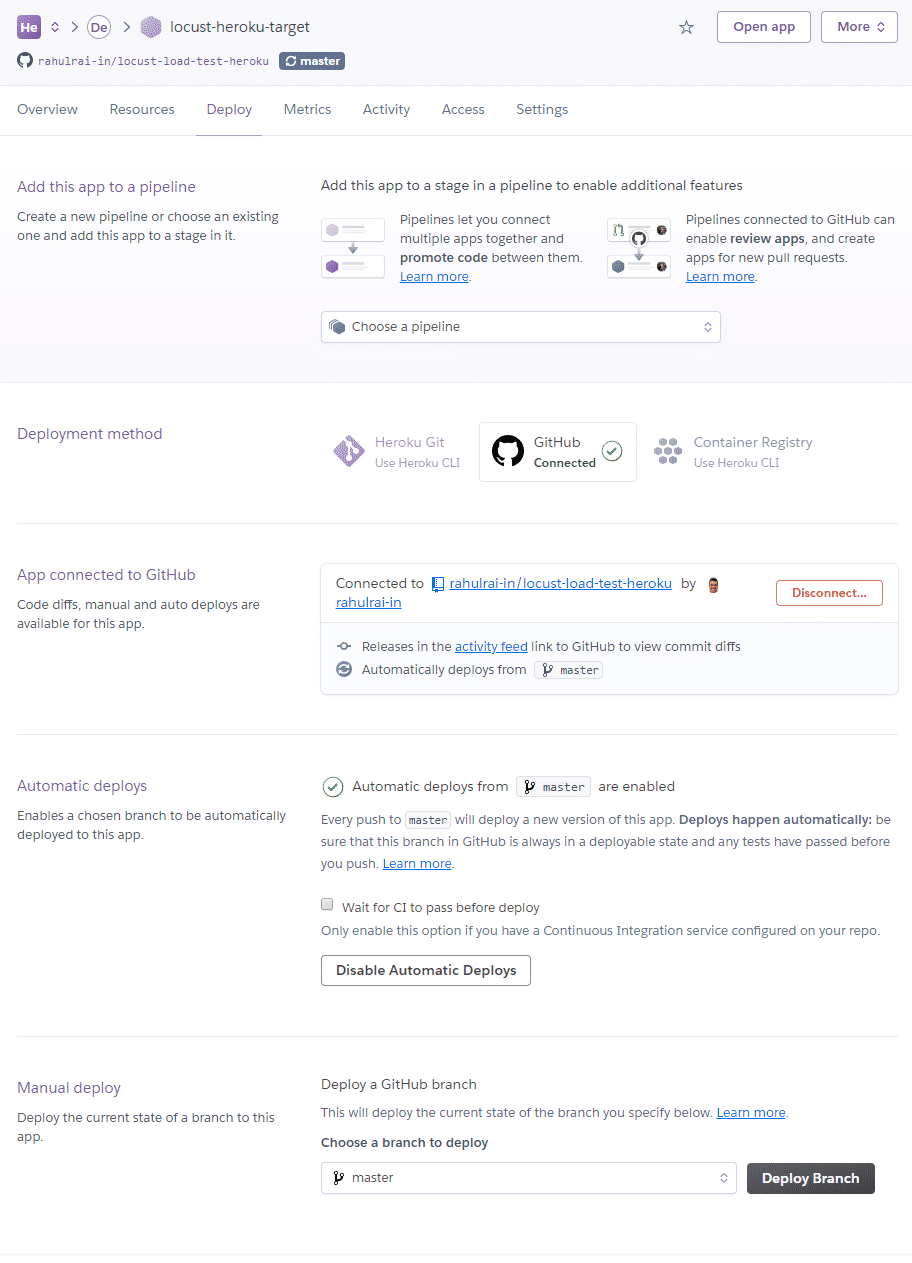 He De locust-heroku-target Open app More
rahulrai-in/locust-load-test-heroku master
Overview Resources Deploy Metrics Activity Access Settings
Add this app to a pipeline
Create a new pipeline or choose an existing
one and add this app to a stage in it.
Add this app to a stage in a pipeline to enable additional features
Pipelines let you connect
multiple apps together and
promote code between them.
Learn more.
Pipelines connected to GitHub can
enable review apps, and create
apps for new pull requests.
Learn more.
Choose a pipeline
Deployment method
Heroku Git
Use Heroku CLI
GitHub
Connected
Container Registry
Use Heroku CLI
App connected to GitHub
Code diffs, manual and auto deploys are
available for this app.
Connected to rahulrai-in/locust-load-test-heroku by
rahulrai-in
Disconnect...
Releases in the activity feed link to GitHub to view commit diffs
Automatically deploys from master
Automatic deploys
Enables a chosen branch to be automatically
deployed to this app.
Automatic deploys from master are enabled
Every push to master will deploy a new version of this app. Deploys happen automatically: be
sure that this branch in GitHub is always in a deployable state and any tests have passed before
you push. Learn more.
Wait for CI to pass before deploy
Only enable this option if you have a Continuous Integration service configured on your repo.
Disable Automatic Deploys
Manual deploy
Deploy the current state of a branch to this
app.
Deploy a GitHub branch
This will deploy the current state of the branch you specify below. Learn more.
Choose a branch to deploy
master Deploy Branch